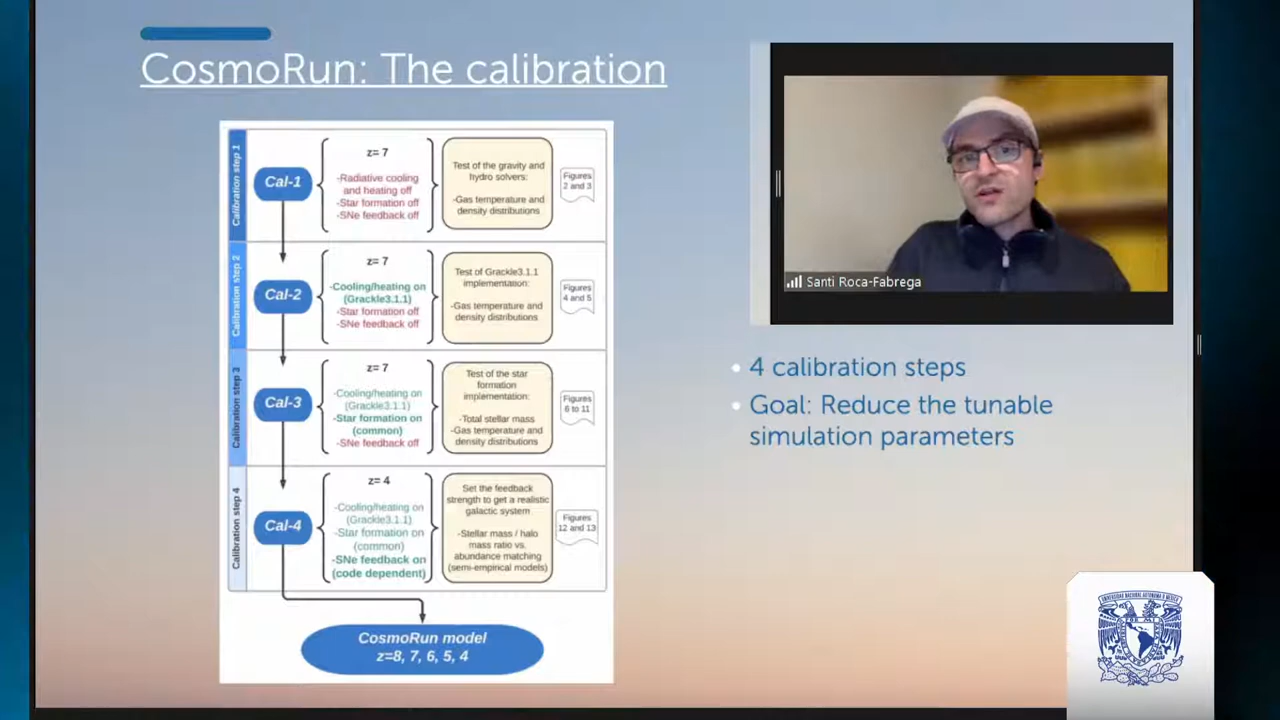 CosmoRun: The calibration
Calibration step 1
Cal-1
z= 7
-Radiative cooling
and heating off
-Star formation off
-SNe feedback off
Test of the gravity and
hydro solvers:
-Gas temperature and
density distributions
Figures
2 and 3
Calibration step 2
Cal-2
z= 7
-Cooling/heating on
(Grackle3.1.1)
-Star formation off
-SNe feedback off
Test of Grackle3.1.1
implementation:
-Gas temperature and
density distributions
Figures
4 and 5
Calibration step 3
Cal-3
z= 7
-Cooling/heating on
(Grackle3.1.1)
-Star formation on
(common)
-SNe feedback off
Test of the star
formation
implementation:
-Total stellar mass
-Gas temperature and
density distributions
Figures
6 to 11
Calibration step 4
Cal-4
z= 4
-Cooling/heating on
(Grackle3.1.1)
-Star formation on
(common)
-SNe feedback on
(code dependent)
Set the feedback
strength to get a realistic
galactic system
-Stellar mass / halo
mass ratio vs.
abundance matching
(semi-empirical models)
Figures
12 and 13
CosmoRun model
z=8, 7, 6, 5, 4
Santi Roca-Fabrega
• 4 calibration steps
• Goal: Reduce the tunable
simulation parameters
UNIVERSIDAD NACIONAL AUTONOMA DE MEXICO